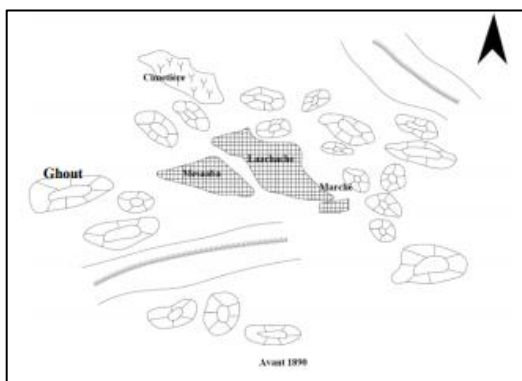 Cimetière
Laachache
Ghout
Mesaaba
Marché
Avant 1890